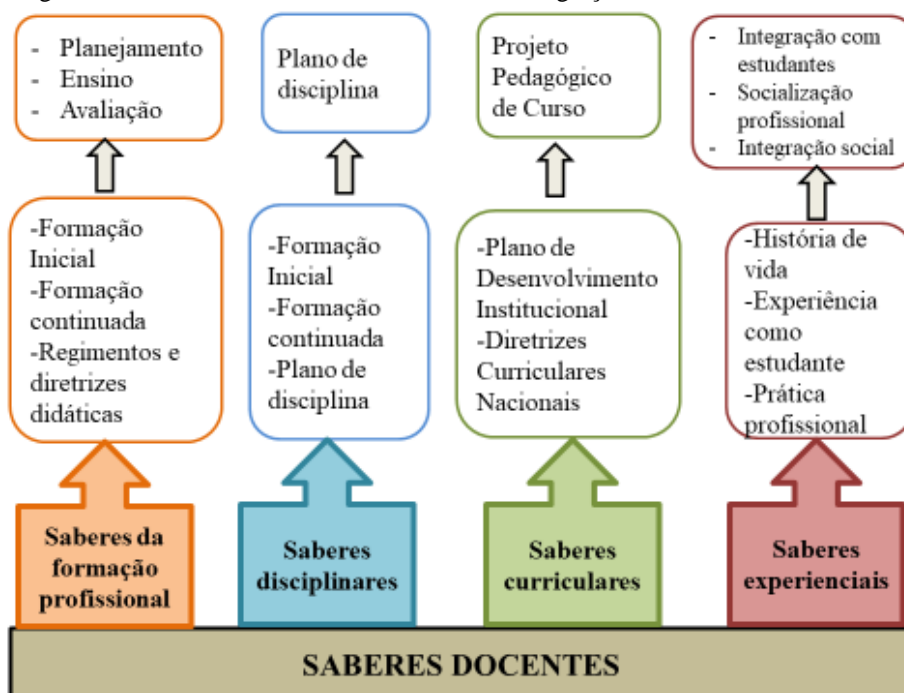 - Planejamento
- Ensino
- Avaliação
Plano de
disciplina
Projeto
Pedagógico
de Curso
- Integração com
estudantes
- Socialização
profissional
- Integração social
-Formação
Inicial
-Formação
continuada
-Regimentos e
diretrizes
didáticas
-Formação
Inicial
-Formação
continuada
-Plano de
disciplina
-Plano de
Desenvolvimento
Institucional
-Diretrizes
Curriculares
Nacionais
-História de
vida
-Experiência
como
estudante
-Prática
profissional
Saberes da
formação
profissional
Saberes
disciplinares
Saberes
curriculares
Saberes
experienciais
SABERES DOCENTES